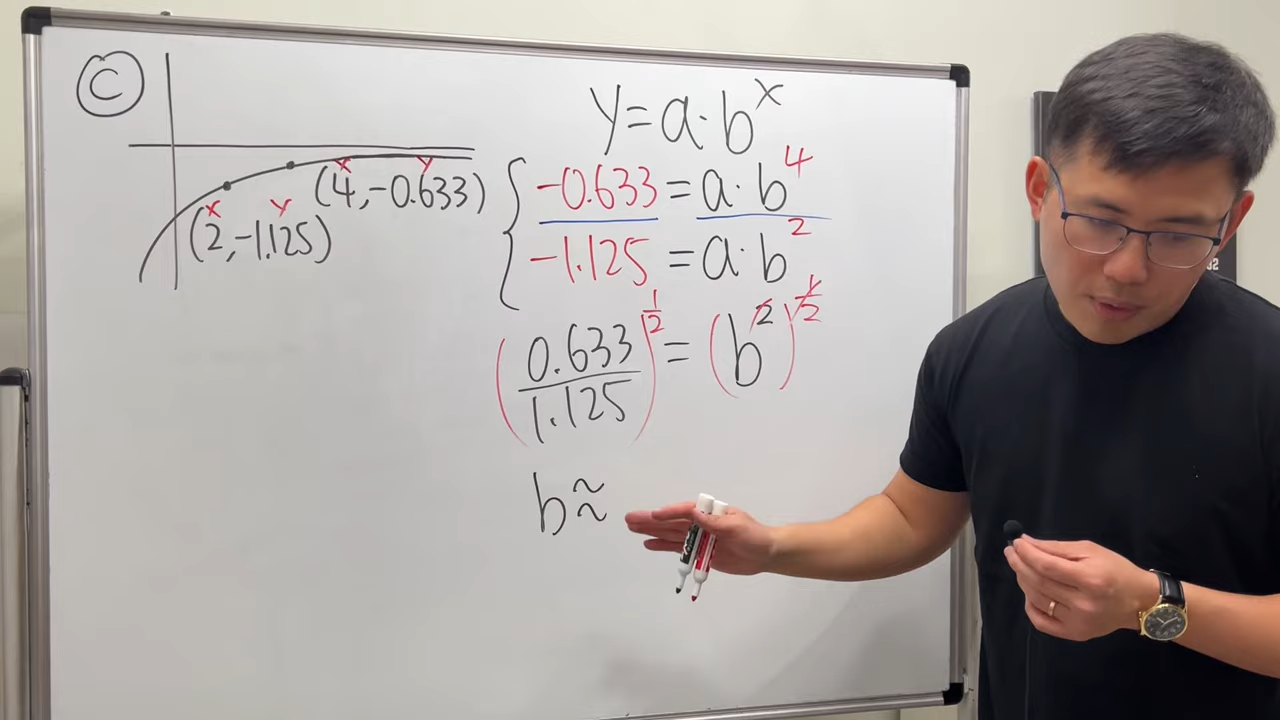 C
y = a · b^x
x y
(4, -0.633)
x y
(2, -1.125)
-0.633 = a · b^4
-1.125 = a · b^2
(0.633/1.125)^(1/2) = (b^2)^(1/2)
b ≈